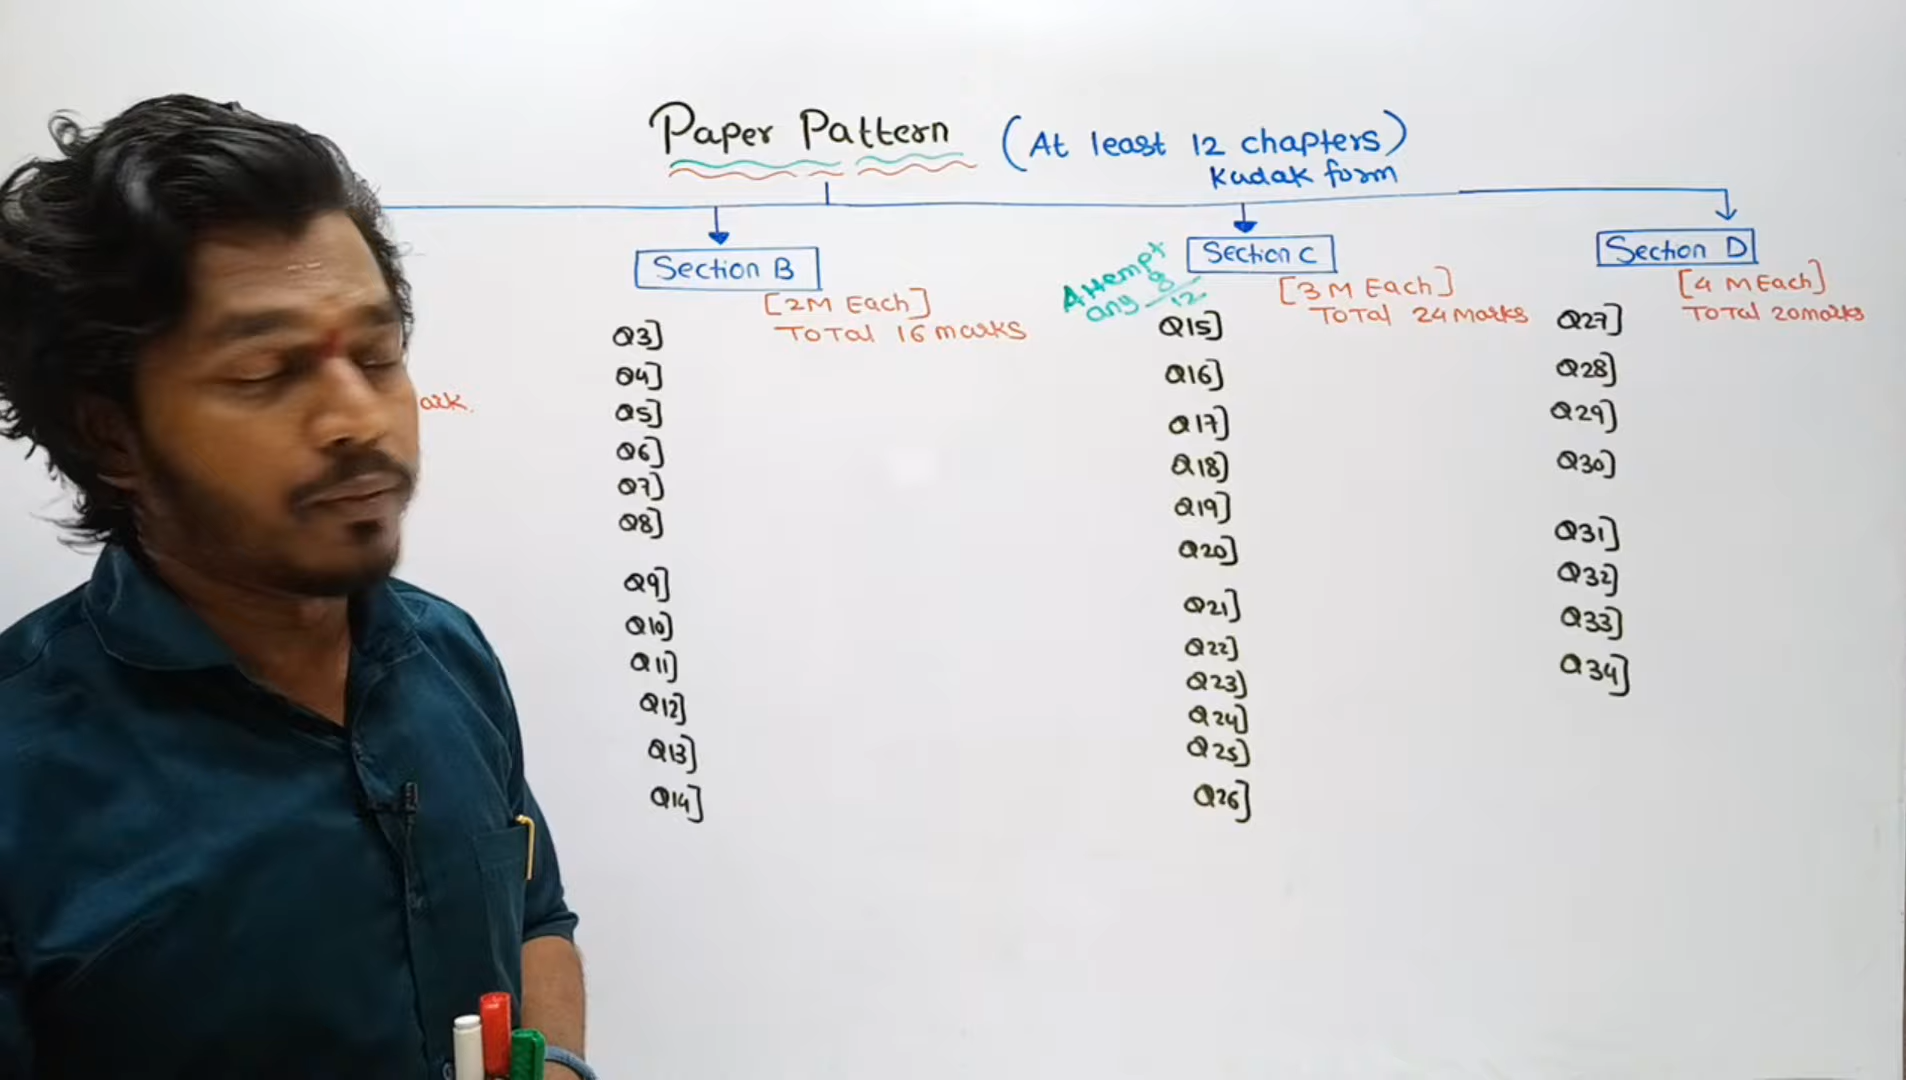 Paper Pattern (At least 12 chapters)
Kadak form
ark.
Section B
[2M Each]
Total 16 marks
Q3]
Q4]
Q5]
Q6]
Q7]
Q8]
Q9]
Q10]
Q11]
Q12]
Q13]
Q14]
Attempt
any 8/12
Section C
[3 M Each]
Total 24 Marks
Q15]
Q16]
Q17]
Q18]
Q19]
Q20]
Q21]
Q22]
Q23]
Q24]
Q25]
Q26]
Section D
[4 M Each]
Total 20marks
Q27]
Q28]
Q29]
Q30]
Q31]
Q32]
Q33]
Q34]